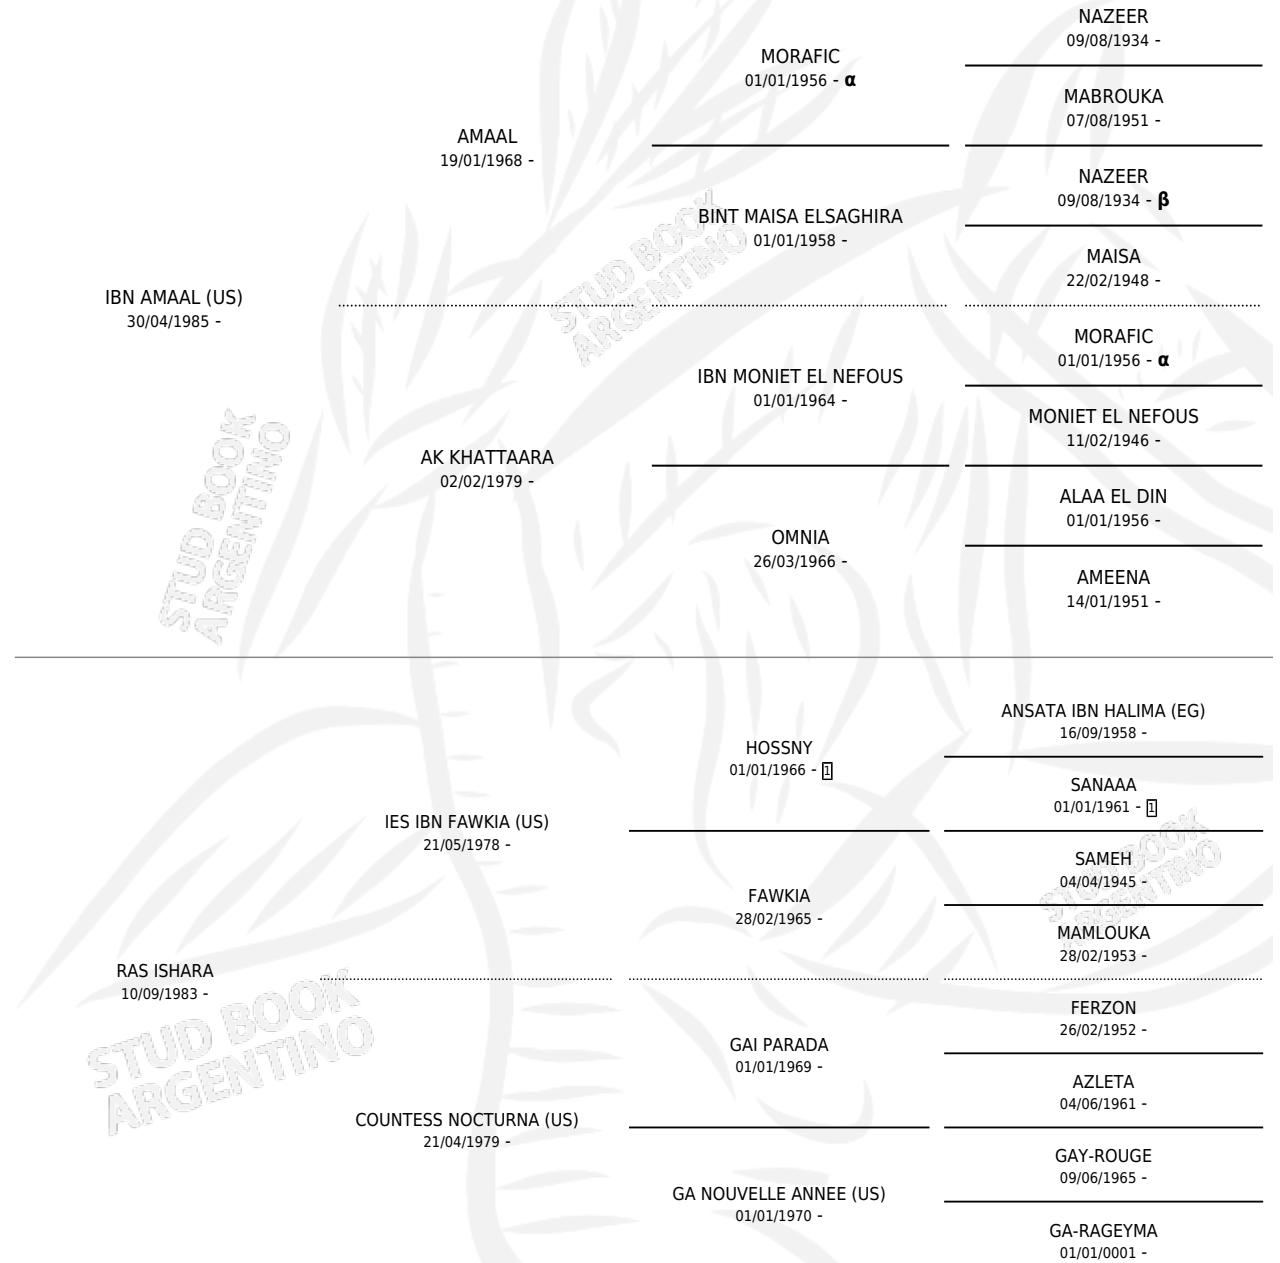 NAZEER
09/08/1934 -
MORAFIC
01/01/1956 - α
MABROUKA
07/08/1951 -
AMAAL
19/01/1968 -
NAZEER
09/08/1934 - β
BINT MAISA ELSAGHIRA
01/01/1958 -
MAISA
22/02/1948 -
IBN AMAAL (US)
30/04/1985 -
MORAFIC
01/01/1956 - α
IBN MONIET EL NEFOUS
01/01/1964 -
MONIET EL NEFOUS
11/02/1946 -
AK KHATTAARA
02/02/1979 -
ALAA EL DIN
01/01/1956 -
OMNIA
26/03/1966 -
AMEENA
14/01/1951 -
ANSATA IBN HALIMA (EG)
16/09/1958 -
HOSSNY
01/01/1966 - 1
SANAAA
01/01/1961 - 1
IES IBN FAWKIA (US)
21/05/1978 -
SAMEH
04/04/1945 -
FAWKIA
28/02/1965 -
MAMLOUKA
28/02/1953 -
RAS ISHARA
10/09/1983 -
FERZON
26/02/1952 -
GAI PARADA
01/01/1969 -
AZLETA
04/06/1961 -
COUNTESS NOCTURNA (US)
21/04/1979 -
GAY-ROUGE
09/06/1965 -
GA NOUVELLE ANNEE (US)
01/01/1970 -
GA-RAGEYMA
01/01/0001 -
STUD BOOK
ARGENTINO
STUD BOOK
ARGENTINO
STUD BOOK
ARGENTINO
STUD BOOK
ARGENTINO